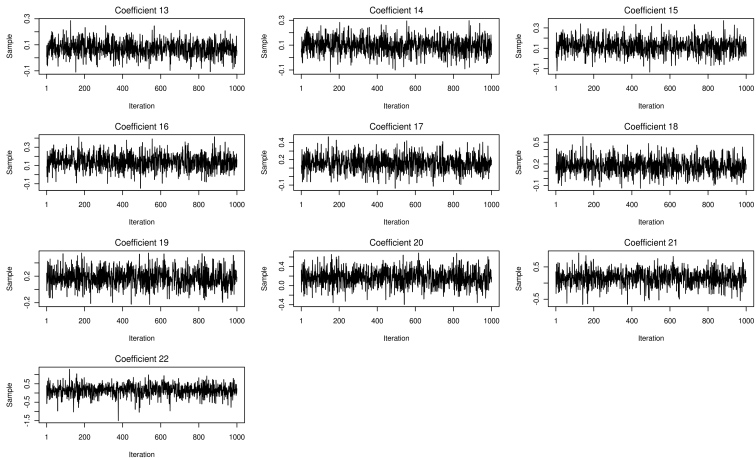 Coefficient 13
Sample
0.3
0.1
-0.1
1
200
400
600
800
1000
Iteration
Coefficient 14
Sample
0.3
0.1
-0.1
1
200
400
600
800
1000
Iteration
Coefficient 15
Sample
0.3
0.1
-0.1
1
200
400
600
800
1000
Iteration
Coefficient 16
Sample
0.3
0.1
-0.1
1
200
400
600
800
1000
Iteration
Coefficient 17
Sample
0.4
0.2
-0.1
1
200
400
600
800
1000
Iteration
Coefficient 18
Sample
0.5
0.2
-0.1
1
200
400
600
800
1000
Iteration
Coefficient 19
Sample
0.2
-0.2
1
200
400
600
800
1000
Iteration
Coefficient 20
Sample
0.4
0.0
-0.4
1
200
400
600
800
1000
Iteration
Coefficient 21
Sample
0.5
-0.5
1
200
400
600
800
1000
Iteration
Coefficient 22
Sample
0.5
-0.5
-1.5
1
200
400
600
800
1000
Iteration